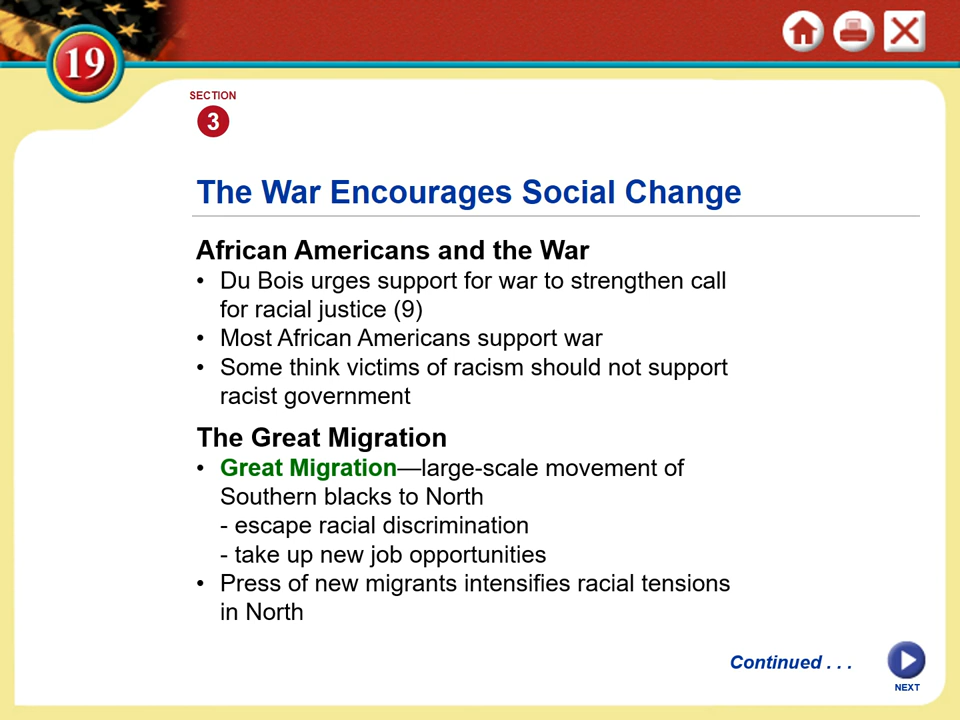 19
SECTION
3
The War Encourages Social Change
African Americans and the War
• Du Bois urges support for war to strengthen call
for racial justice (9)
• Most African Americans support war
• Some think victims of racism should not support
racist government
The Great Migration
• Great Migration—large-scale movement of
Southern blacks to North
- escape racial discrimination
- take up new job opportunities
• Press of new migrants intensifies racial tensions
in North
Continued . . .
NEXT